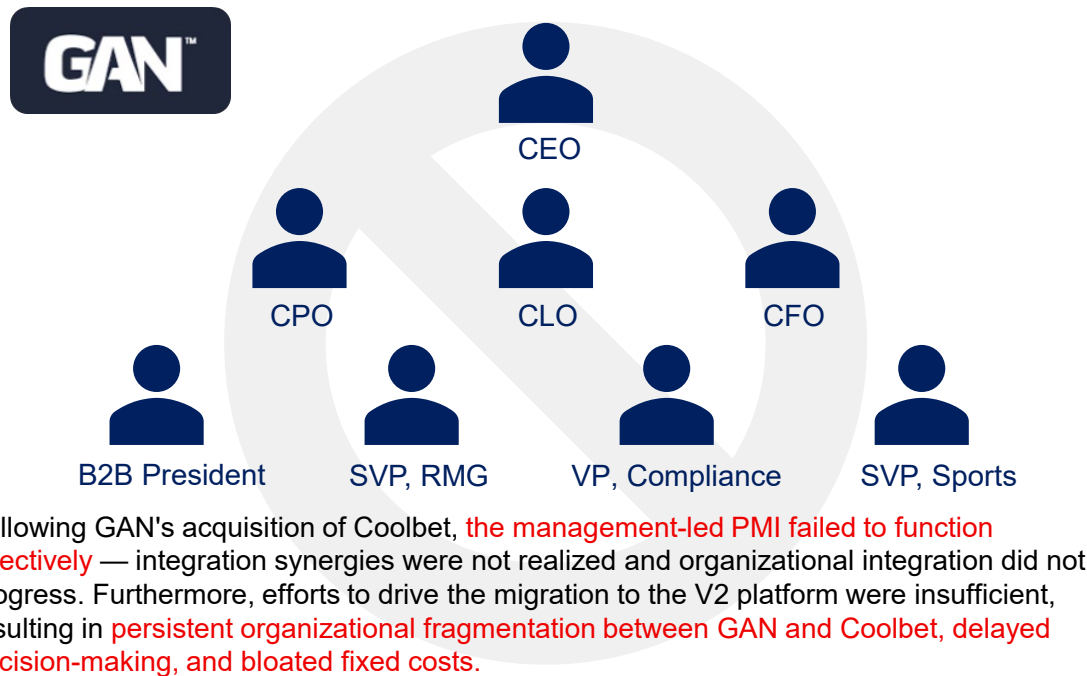 GAN™
CEO
CPO
CLO
CFO
B2B President
SVP, RMG
VP, Compliance
SVP, Sports
llowing GAN's acquisition of Coolbet, the management-led PMI failed to function
ectively — integration synergies were not realized and organizational integration did not
ogress. Furthermore, efforts to drive the migration to the V2 platform were insufficient,
sulting in persistent organizational fragmentation between GAN and Coolbet, delayed
cision-making, and bloated fixed costs.